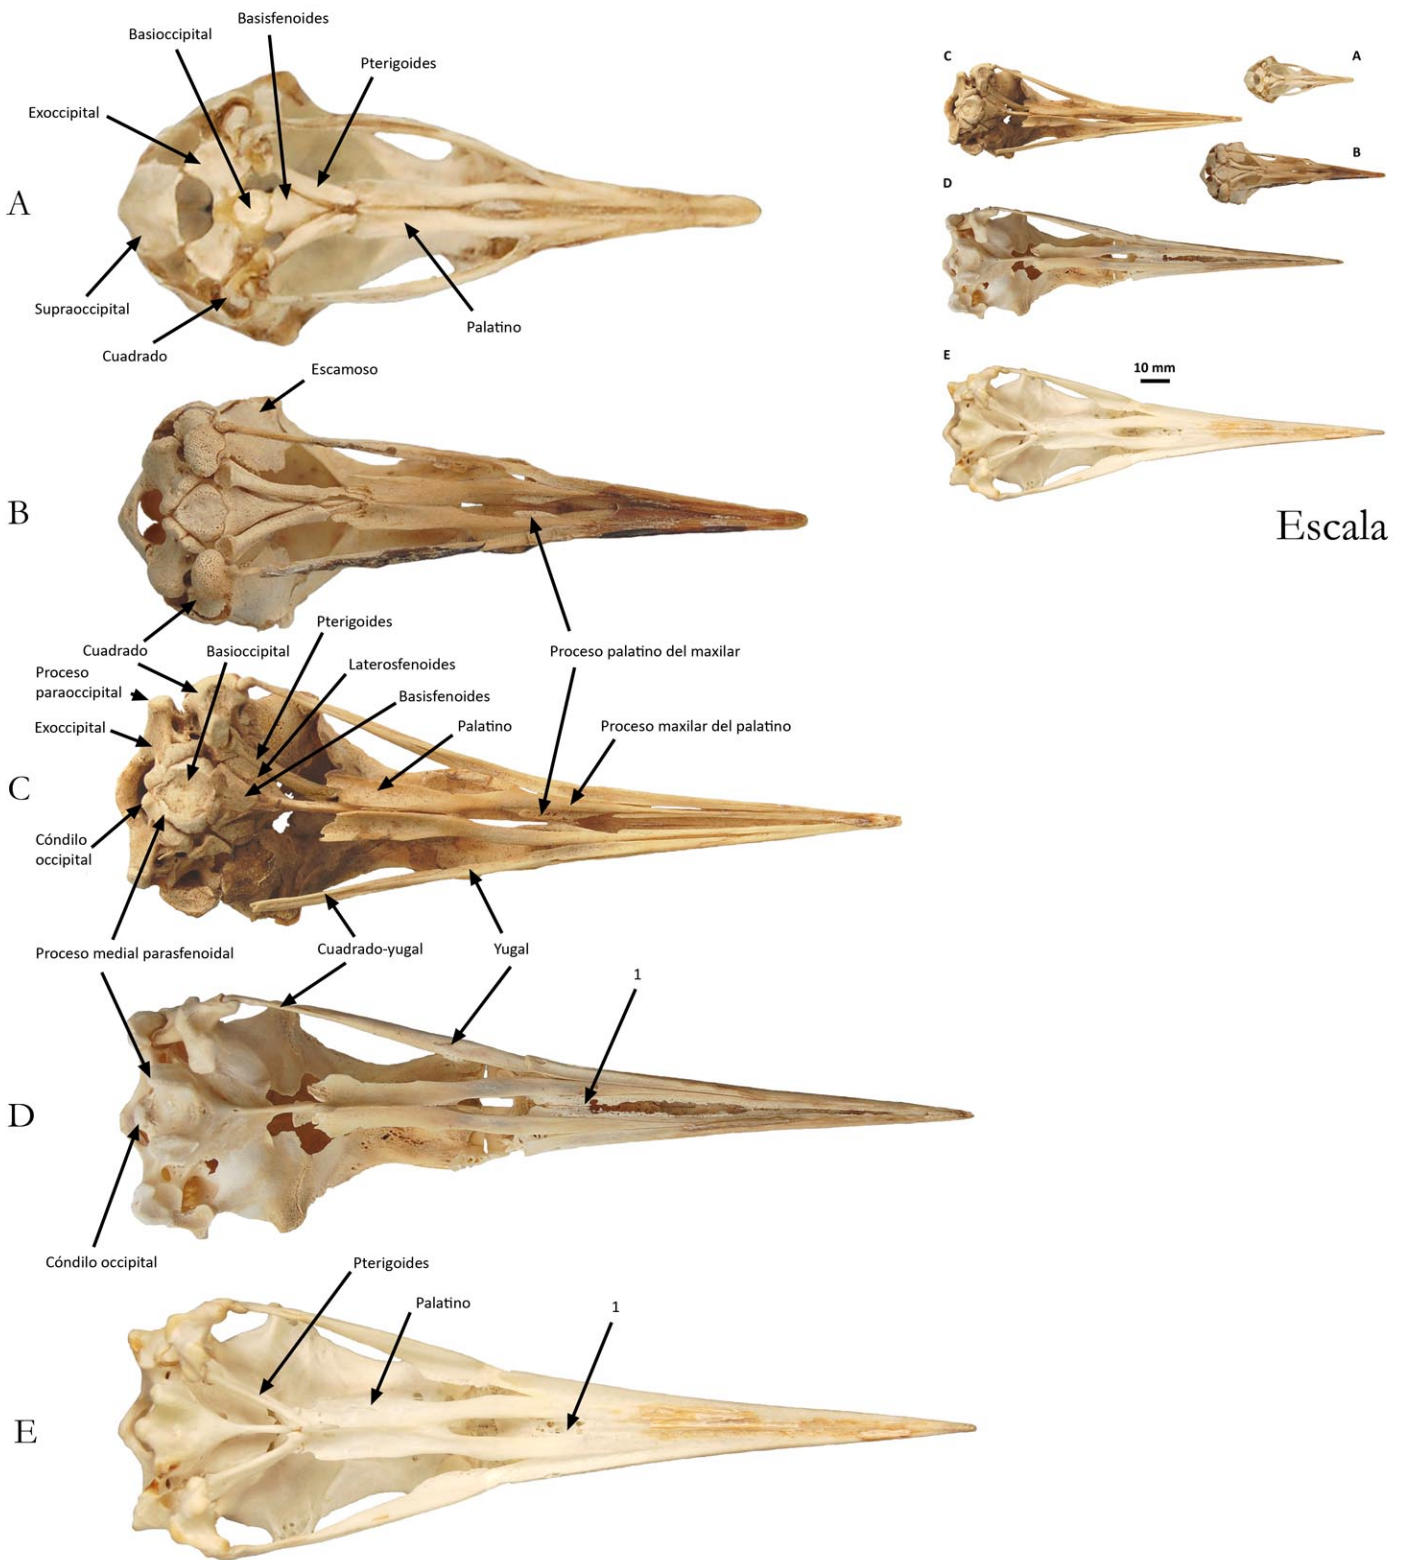 Basisfenoides
Basioccipital
Pterigoides
Exoccipital
A
Supraoccipital
Cuadrado
Palatino
C
A
B
D
E
10 mm
Escala
Escamoso
B
Cuadrado
Proceso palatino del maxilar
Pterigoides
Basioccipital
Laterosfenoides
Proceso
paraoccipital
Basisfenoides
Exoccipital
Palatino
Proceso maxilar del palatino
C
Cóndilo
occipital
Proceso medial parasfenoidal
Cuadrado-yugal
Yugal
1
D
Cóndilo occipital
Pterigoides
Palatino
1
E